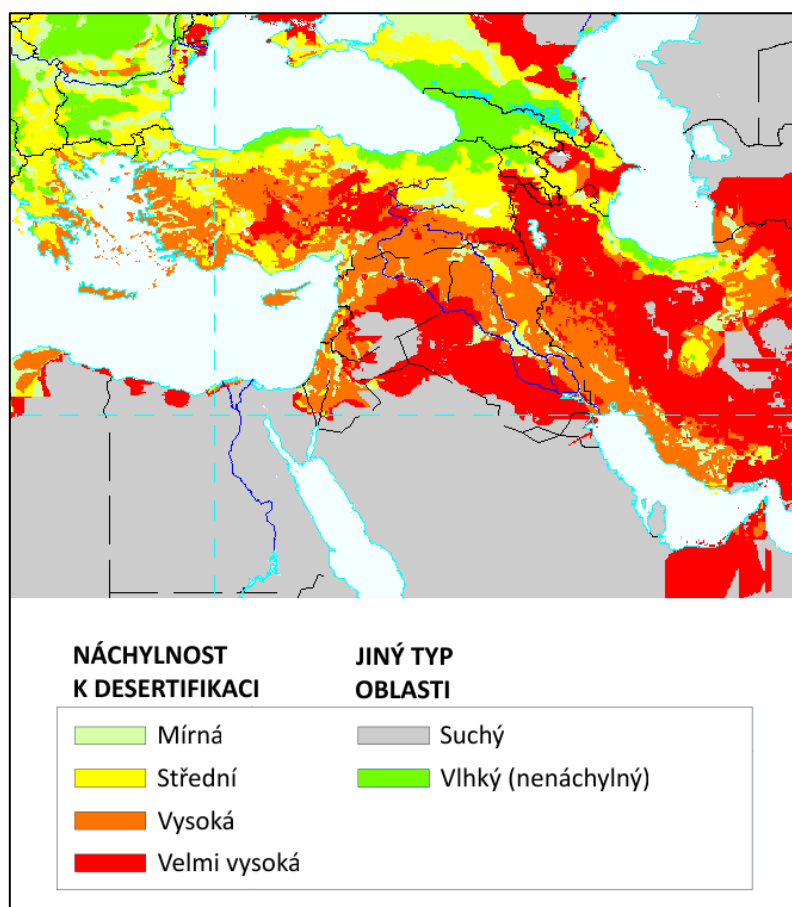 NÁCHYLNOST
K DESERTIFIKACI
JINÝ TYP
OBLASTI
Mírná
Střední
Vysoká
Velmi vysoká
Suchý
Vlhký (nenáchylný)